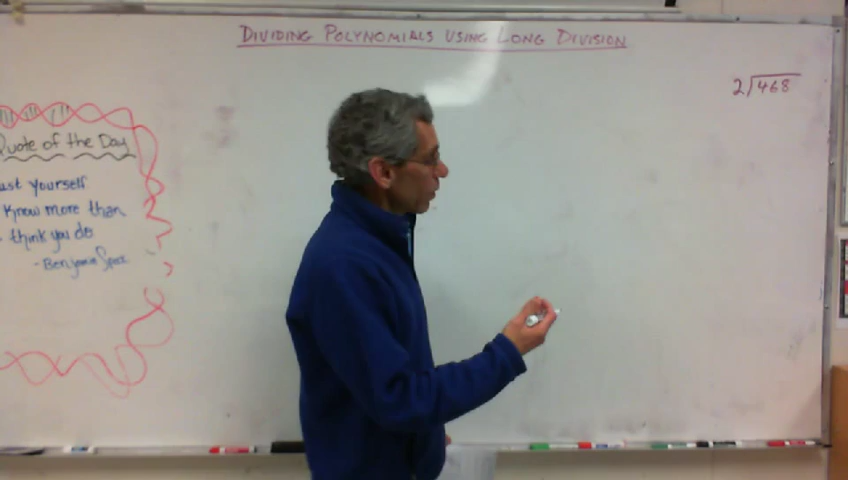 DIVIDING POLYNOMIALS USING LONG DIVISION
2)468
Quote of the Day
ust yourself
Know more than
think you do
-Benjamin Spock